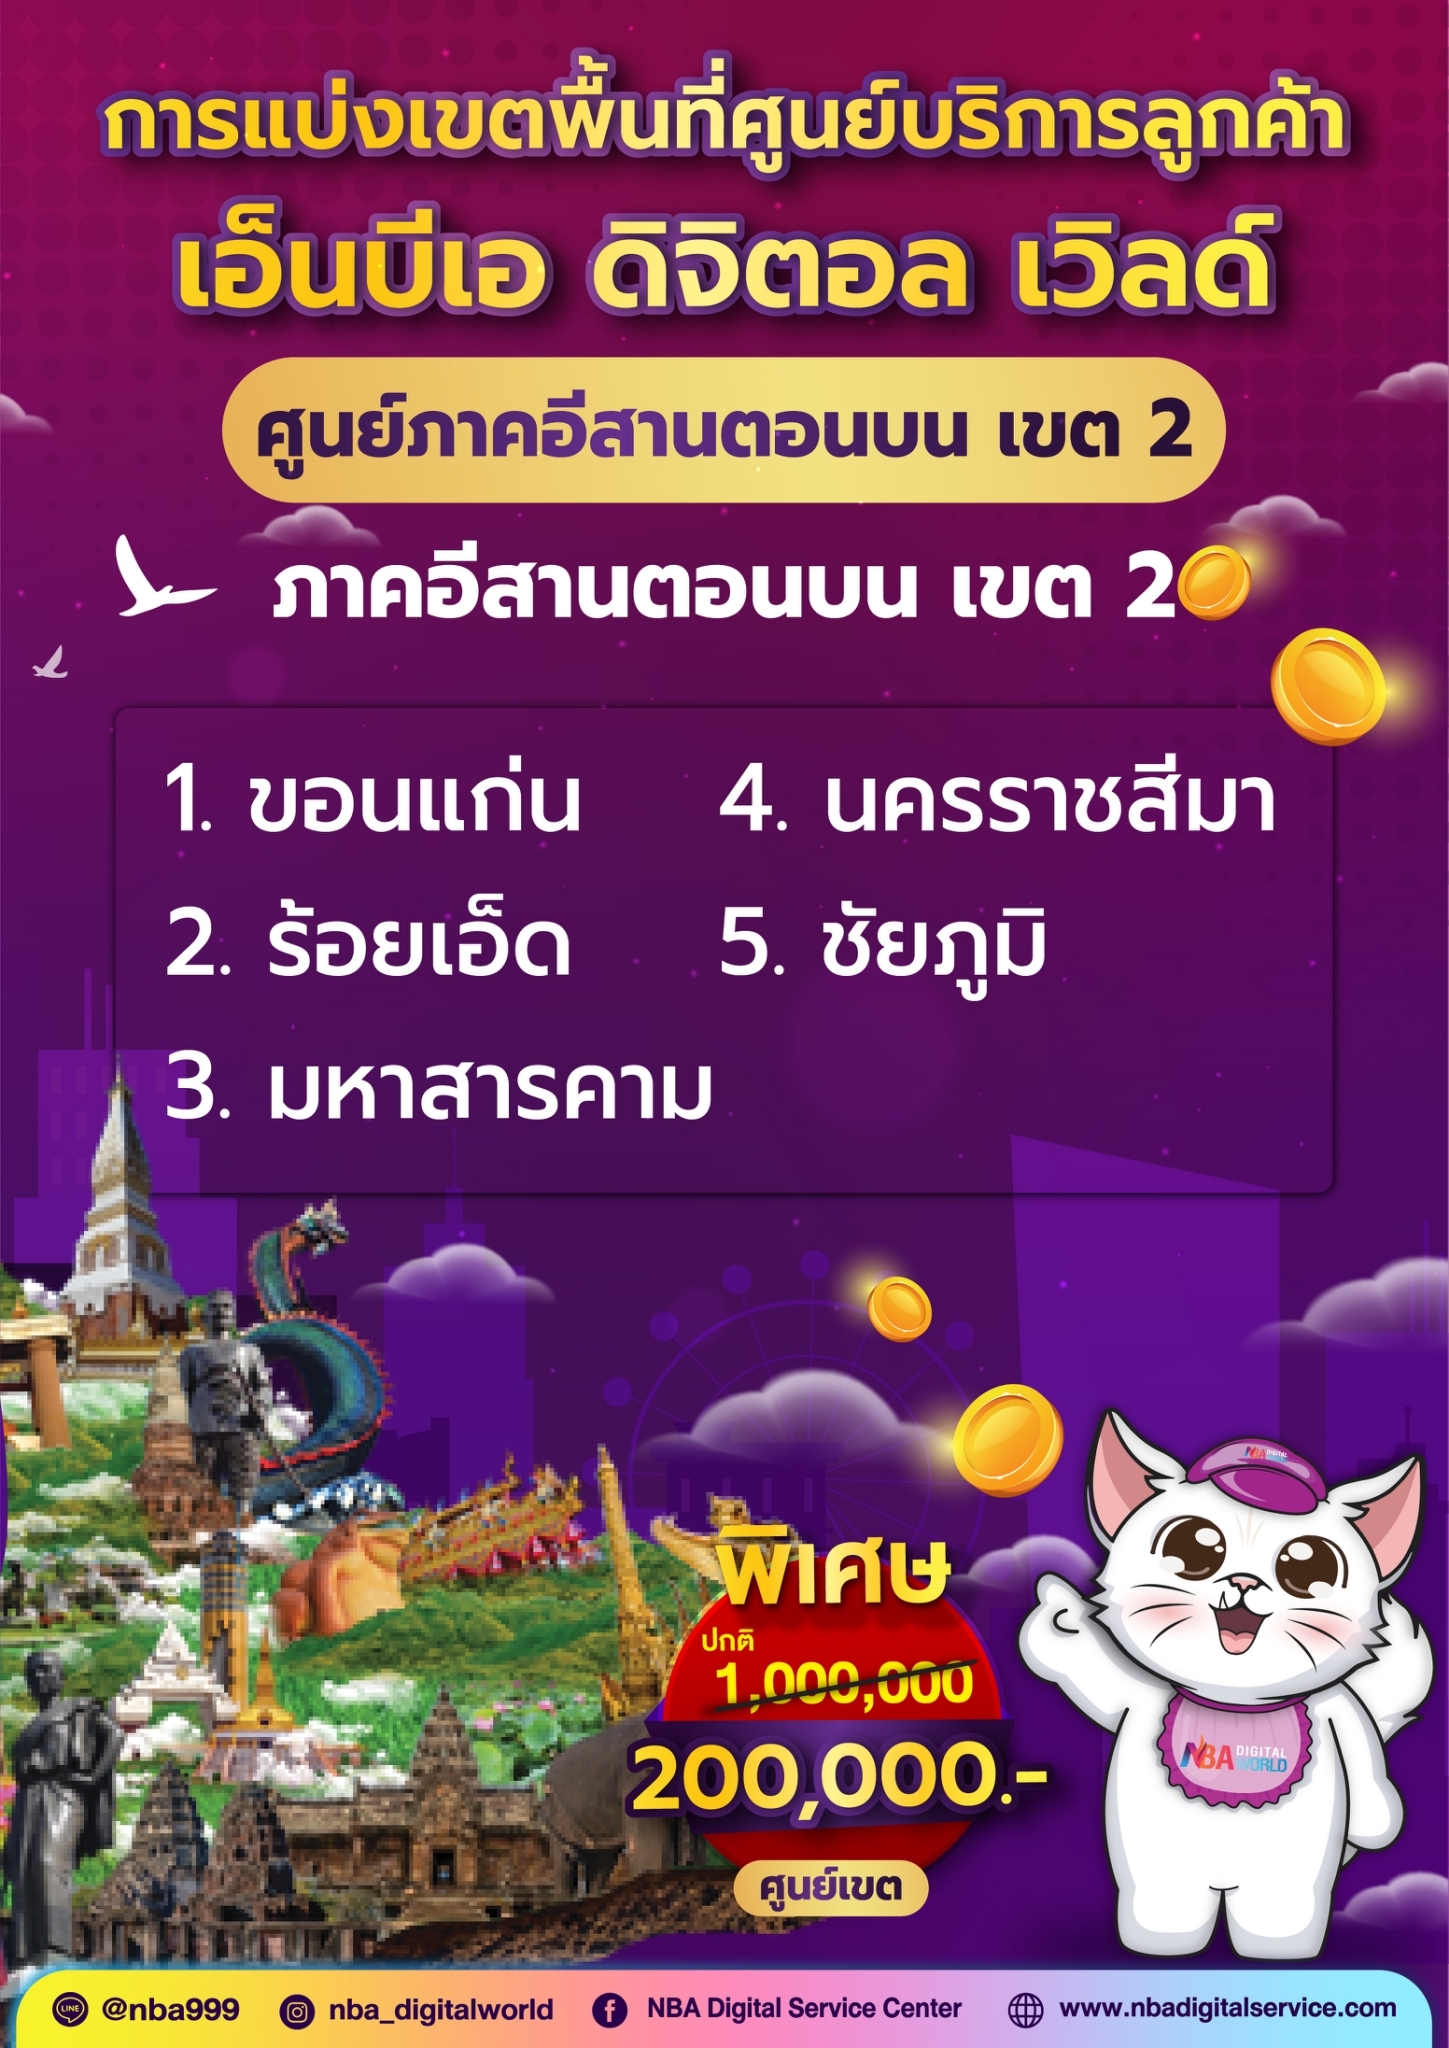 การแบ่งเขตพื้นที่ศูนย์บริการลูกค้า
เอ็นบีเอ ดิจิตอล เวิลด์
ศูนย์ภาคอีสานตอนบน เขต 2
ภาคอีสานตอนบน เขต 2
1. ขอนแก่น
2. ร้อยเอ็ด
3. มหาสารคาม
4. นครราชสีมา
5. ชัยภูมิ
พิเศษ
ปกติ
1,000,000
200,000.-
ศูนย์เขต
NBA DIGITAL WORLD
NBA DIGITAL WORLD
LINE @nba999 nba_digitalworld NBA Digital Service Center www.nbadigitalservice.com